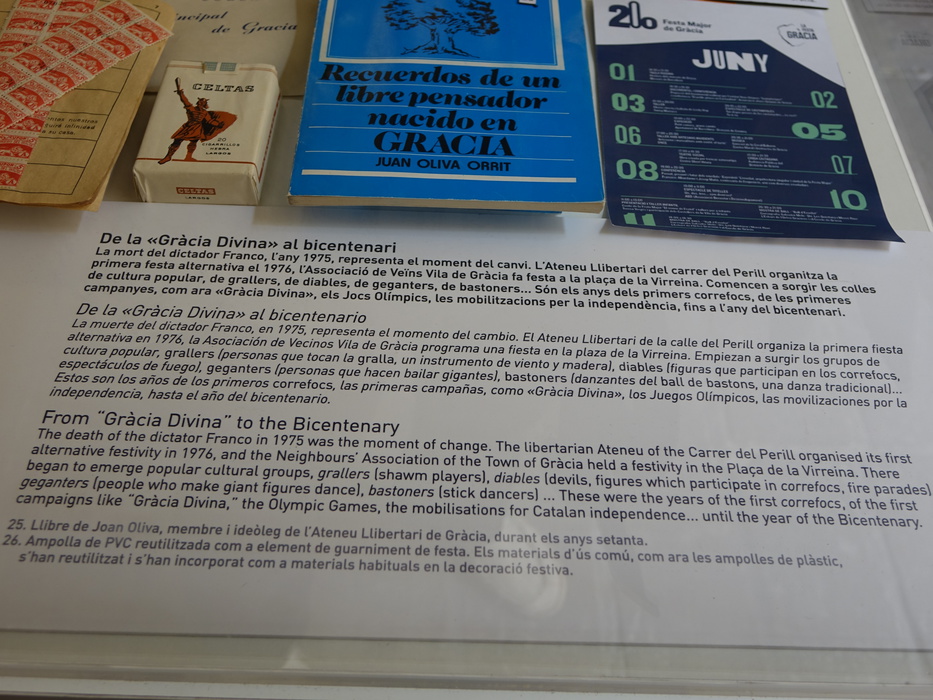 ncipal
de Gracia
CELTAS
20
CIGARRILLOS
NEGRO
LARGOS
CELTAS
LARGOS
Recuerdos de un
libre pensador
nacido en
GRACIA
JUAN OLIVA ORRIT
Festa Major
de Gràcia
GRÀCIA
JUNY
01
02
03
05
06
07
08
10
11
De la «Gràcia Divina» al bicentenari
La mort del dictador Franco, l'any 1975, representa el moment del canvi. L'Ateneu Llibertari del carrer del Perill organitza la
primera festa alternativa el 1976, l'Associació de Veïns Vila de Gràcia fa festa a la plaça de la Virreina. Comencen a sorgir les colles
de cultura popular, de grallers, de diables, de geganters, de bastoners... Són els anys dels primers correfocs, de les primeres
campanyes, com ara «Gràcia Divina», els Jocs Olímpics, les mobilitzacions per la independència, fins a l'any del bicentenari.
De la «Gràcia Divina» al bicentenario
La muerte del dictador Franco, en 1975, representa el momento del cambio. El Ateneu Llibertari de la calle del Perill organiza la primera fiesta
alternativa en 1976, la Asociación de Vecinos Vila de Gràcia programa una fiesta en la plaza de la Virreina. Empiezan a surgir los grupos de
cultura popular, grallers (personas que tocan la gralla, un instrumento de viento y madera), diables (figuras que participan en los correfocs,
espectáculos de fuego), geganters (personas que hacen bailar gigantes), bastoners (danzantes del ball de bastons, una danza tradicional)...
Estos son los años de los primeros correfocs, las primeras campañas, como «Gràcia Divina», los Juegos Olímpicos, las movilizaciones por la
independencia, hasta el año del bicentenario.
From "Gràcia Divina" to the Bicentenary
The death of the dictator Franco in 1975 was the moment of change. The libertarian Ateneu of the Carrer del Perill organised its first
alternative festivity in 1976, and the Neighbours' Association of the Town of Gràcia held a festivity in the Plaça de la Virreina. There
began to emerge popular cultural groups, grallers (shawm players), diables (devils, figures which participate in correfocs, fire parades)
geganters (people who make giant figures dance), bastoners (stick dancers) ... These were the years of the first correfocs, of the first
campaigns like "Gràcia Divina," the Olympic Games, the mobilisations for Catalan independence... until the year of the Bicentenary.
25. Llibre de Joan Oliva, membre i ideòleg de l'Ateneu Llibertari de Gràcia, durant els anys setanta.
26. Ampolla de PVC reutilitzada com a element de guarniment de festa. Els materials d'ús comú, com ara les ampolles de plàstic,
s'han reutilitzat i s'han incorporat com a materials habituals en la decoració festiva.